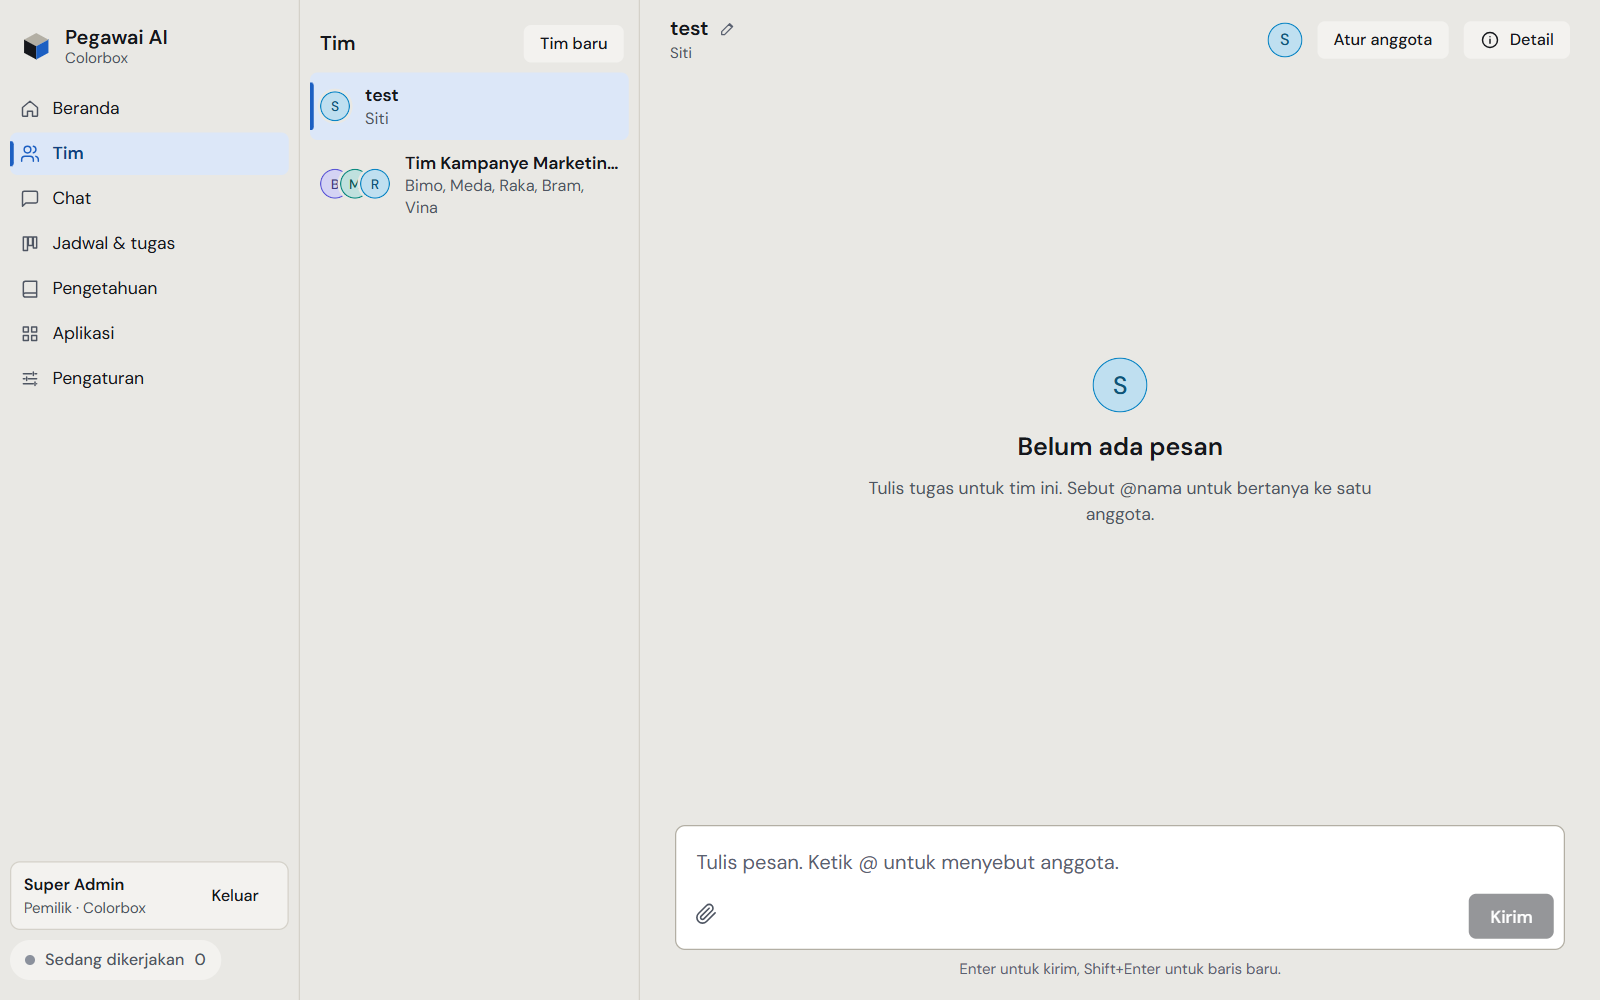 Pegawai AI
Colorbox
Beranda
Tim
Chat
Jadwal & tugas
Pengetahuan
Aplikasi
Pengaturan
Super Admin
Pemilik · Colorbox
Keluar
Sedang dikerjakan 0
Tim
Tim baru
S
test
Siti
B M R
Tim Kampanye Marketin...
Bimo, Meda, Raka, Bram,
Vina
test
Siti
S
Atur anggota
Detail
S
Belum ada pesan
Tulis tugas untuk tim ini. Sebut @nama untuk bertanya ke satu
anggota.
Tulis pesan. Ketik @ untuk menyebut anggota.
Kirim
Enter untuk kirim, Shift+Enter untuk baris baru.